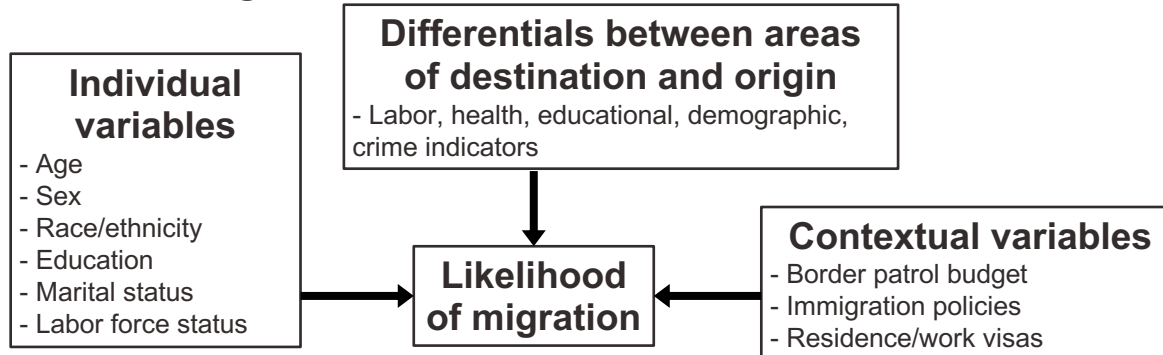 Individual
variables
- Age
- Sex
- Race/ethnicity
- Education
- Marital status
- Labor force status
Differentials between areas
of destination and origin
- Labor, health, educational, demographic,
crime indicators
Likelihood
of migration
Contextual variables
- Border patrol budget
- Immigration policies
- Residence/work visas